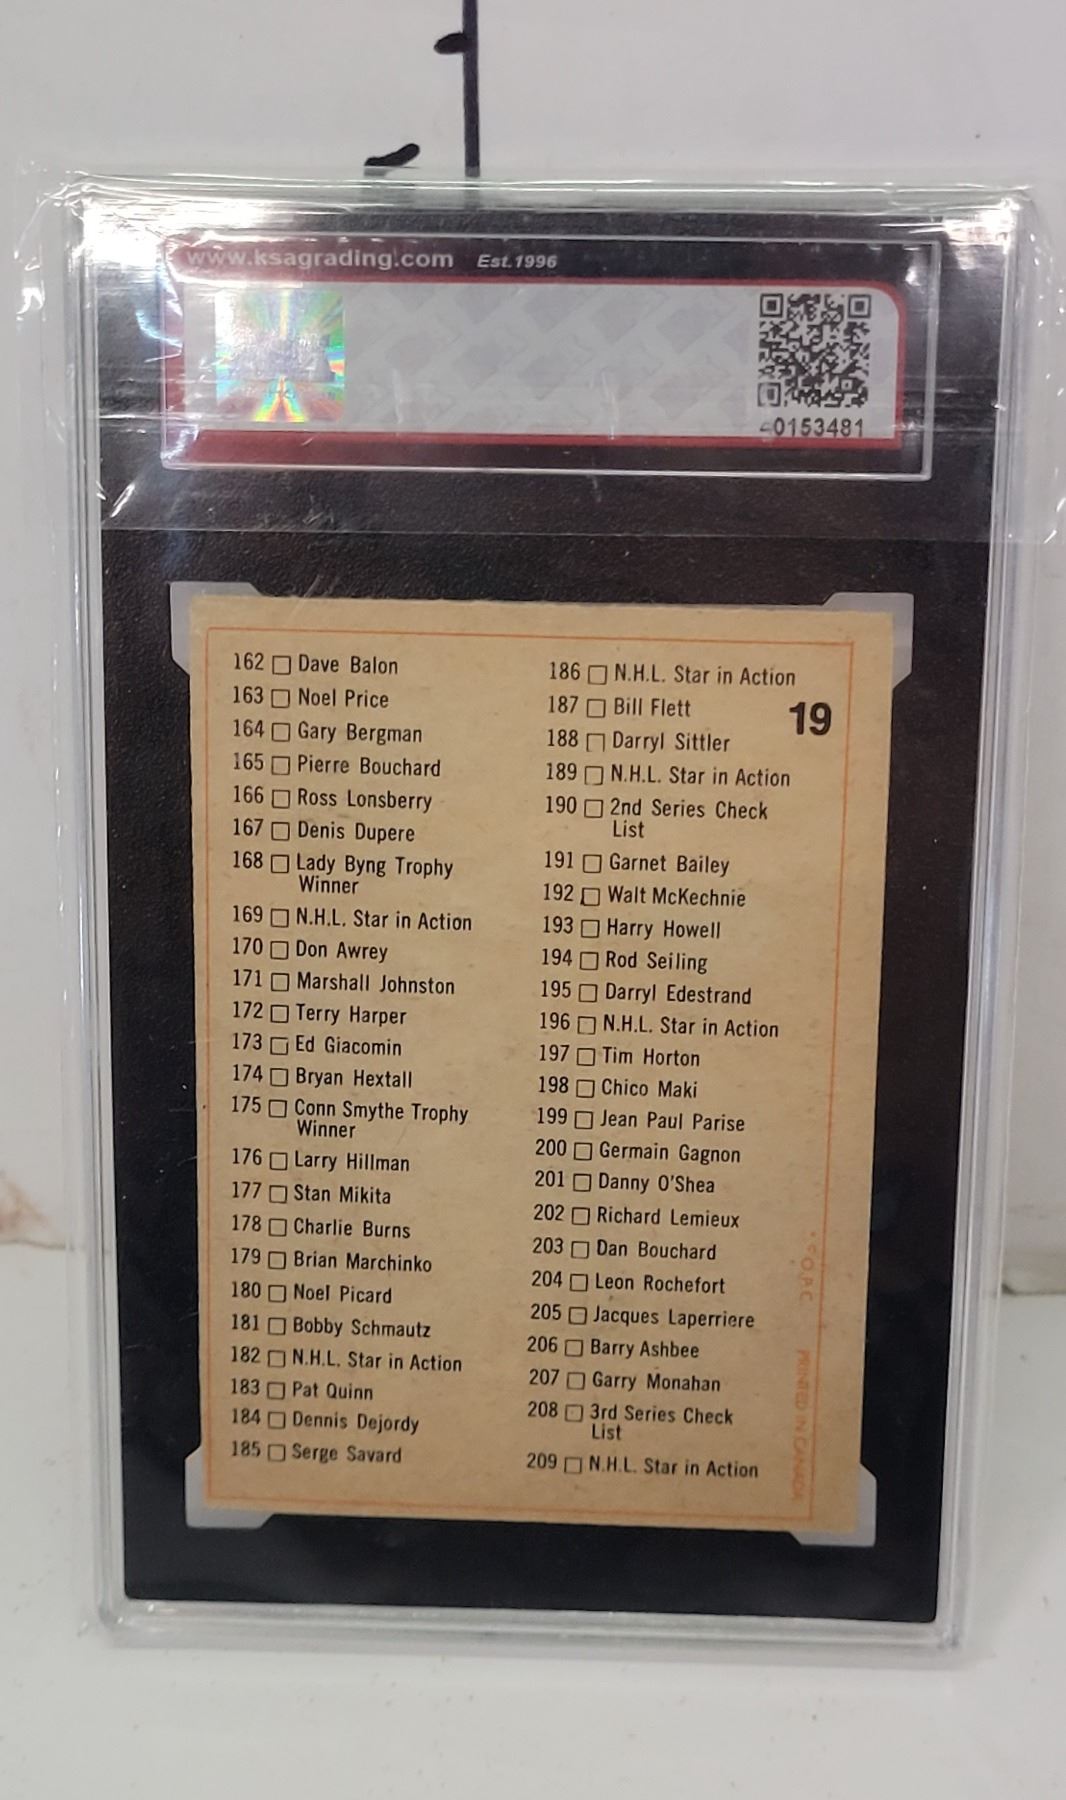 www.ksagrading.com Est.1996
0153481
162 Dave Balon
163 Noel Price
164 Gary Bergman
165 Pierre Bouchard
166 Ross Lonsberry
167 Denis Dupere
168 Lady Byng Trophy
Winner
169 N.H.L. Star in Action
170 Don Awrey
171 Marshall Johnston
172 Terry Harper
173 Ed Giacomin
174 Bryan Hextall
175 Conn Smythe Trophy
Winner
176 Larry Hillman
177 Stan Mikita
178 Charlie Burns
179 Brian Marchinko
180 Noel Picard
181 Bobby Schmautz
182 N.H.L. Star in Action
183 Pat Quinn
184 Dennis Dejordy
185 Serge Savard
186 N.H.L. Star in Action
187 Bill Flett
19
188 Darryl Sittler
189 N.H.L. Star in Action
190 2nd Series Check
List
191 Garnet Bailey
192 Walt McKechnie
193 Harry Howell
194 Rod Seiling
195 Darryl Edestrand
196 N.H.L. Star in Action
197 Tim Horton
198 Chico Maki
199 Jean Paul Parise
200 Germain Gagnon
201 Danny O'Shea
202 Richard Lemieux
203 Dan Bouchard
204 Leon Rochefort
205 Jacques Laperriere
206 Barry Ashbee
207 Garry Monahan
208 3rd Series Check
List
209 N.H.L. Star in Action
O.P.C. PRINTED IN CANADA